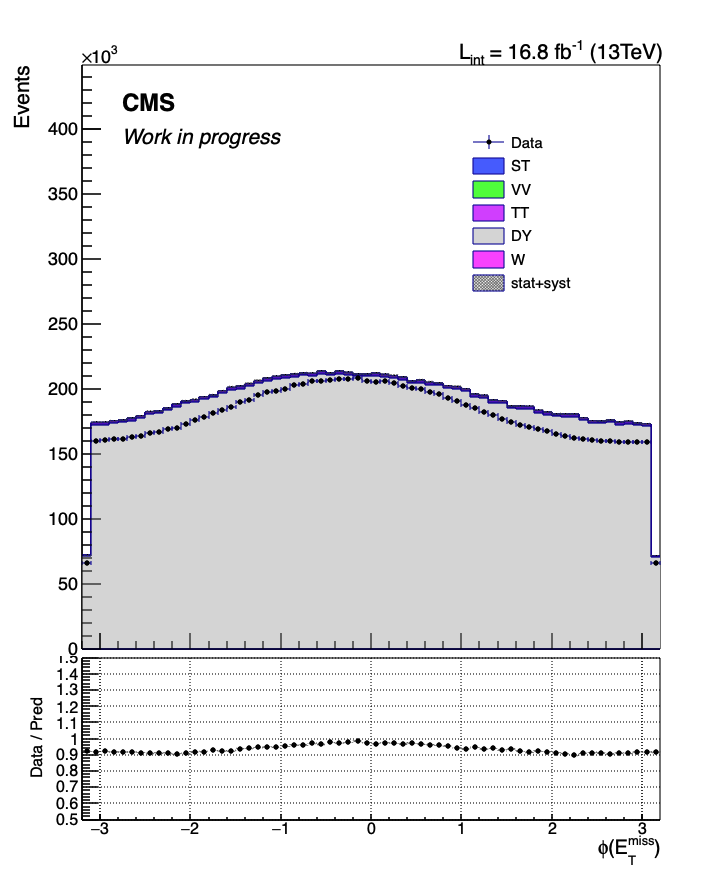 ×10³
L_int = 16.8 fb⁻¹ (13TeV)
Events
CMS
Work in progress
Data
ST
VV
TT
DY
W
stat+syst
400
350
300
250
200
150
100
50
0
1.5
1.4
1.3
1.2
1.1
1
0.9
0.8
0.7
0.6
0.5
Data / Pred
−3 −2 −1 0 1 2 3
ϕ(E_T^miss)